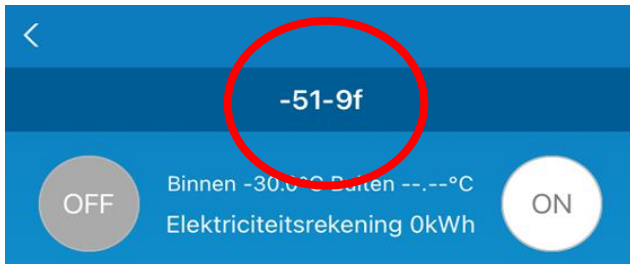 -51-9f
OFF
Binnen -30.0°C Buiten --.--°C
Elektriciteitsrekening 0kWh
ON